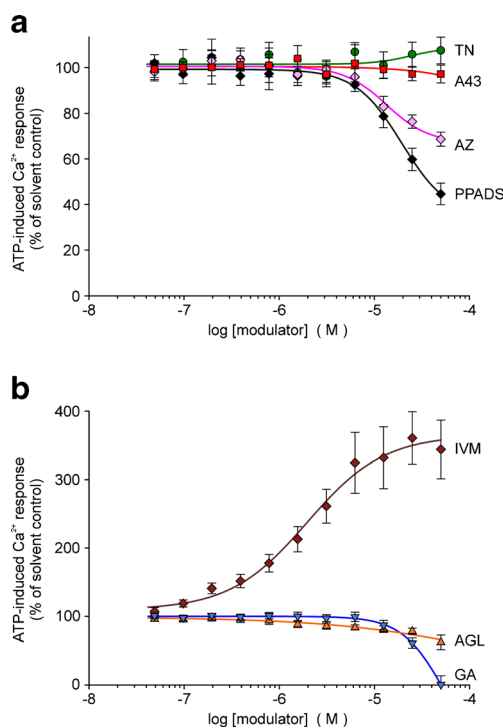 a
ATP-induced Ca²⁺ response
(% of solvent control)
120
100
80
60
40
20
0
TN
A43
AZ
PPADS
-8
-7
-6
-5
-4
log [modulator] ( M )
b
ATP-induced Ca²⁺ response
(% of solvent control)
400
300
200
100
0
IVM
AGL
GA
-8
-7
-6
-5
-4
log [modulator] ( M )